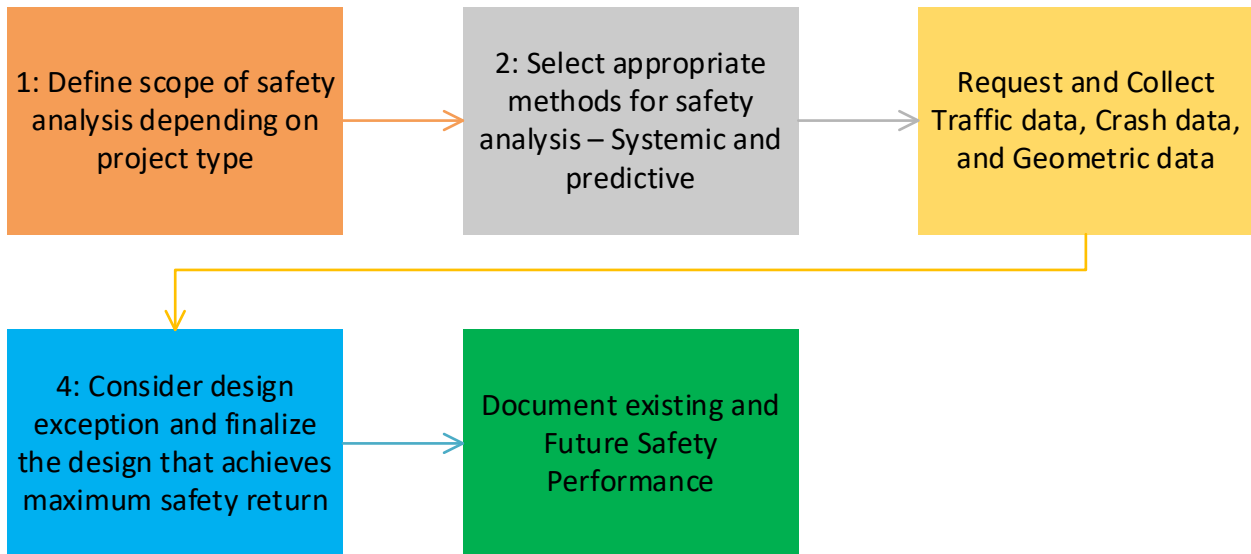 1: Define scope of safety
analysis depending on
project type
2: Select appropriate
methods for safety
analysis – Systemic and
predictive
Request and Collect
Traffic data, Crash data,
and Geometric data
4: Consider design
exception and finalize
the design that achieves
maximum safety return
Document existing and
Future Safety
Performance